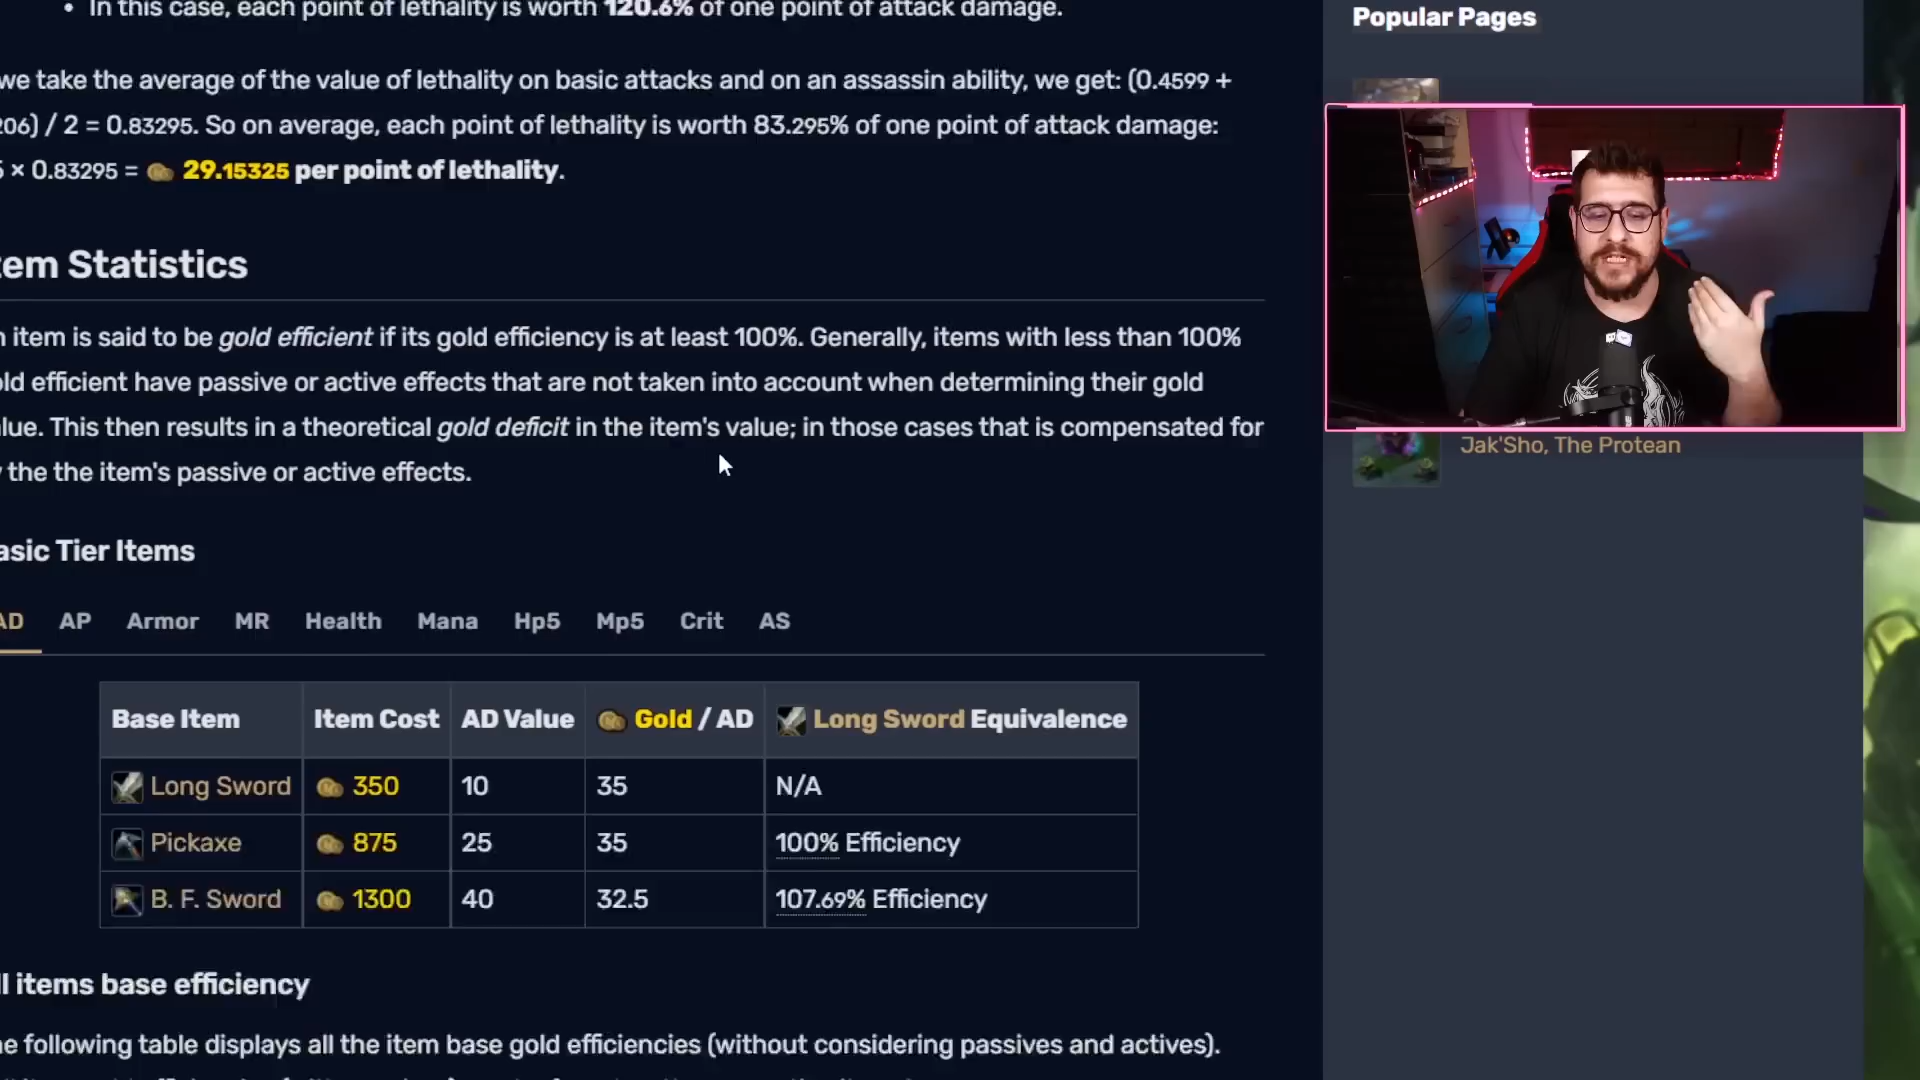 • In this case, each point of lethality is worth 120.6% of one point of attack damage.
we take the average of the value of lethality on basic attacks and on an assassin ability, we get: (0.4599 +
206) / 2 = 0.83295. So on average, each point of lethality is worth 83.295% of one point of attack damage:
× 0.83295 = 29.15325 per point of lethality.
tem Statistics
item is said to be gold efficient if its gold efficiency is at least 100%. Generally, items with less than 100%
old efficient have passive or active effects that are not taken into account when determining their gold
lue. This then results in a theoretical gold deficit in the item's value; in those cases that is compensated for
the the item's passive or active effects.
asic Tier Items
AD AP Armor MR Health Mana Hp5 Mp5 Crit AS
Base Item Item Cost AD Value Gold / AD Long Sword Equivalence
Long Sword 350 10 35 N/A
Pickaxe 875 25 35 100% Efficiency
B. F. Sword 1300 40 32.5 107.69% Efficiency
ll items base efficiency
he following table displays all the item base gold efficiencies (without considering passives and actives).
Popular Pages
Jak'Sho, The Protean